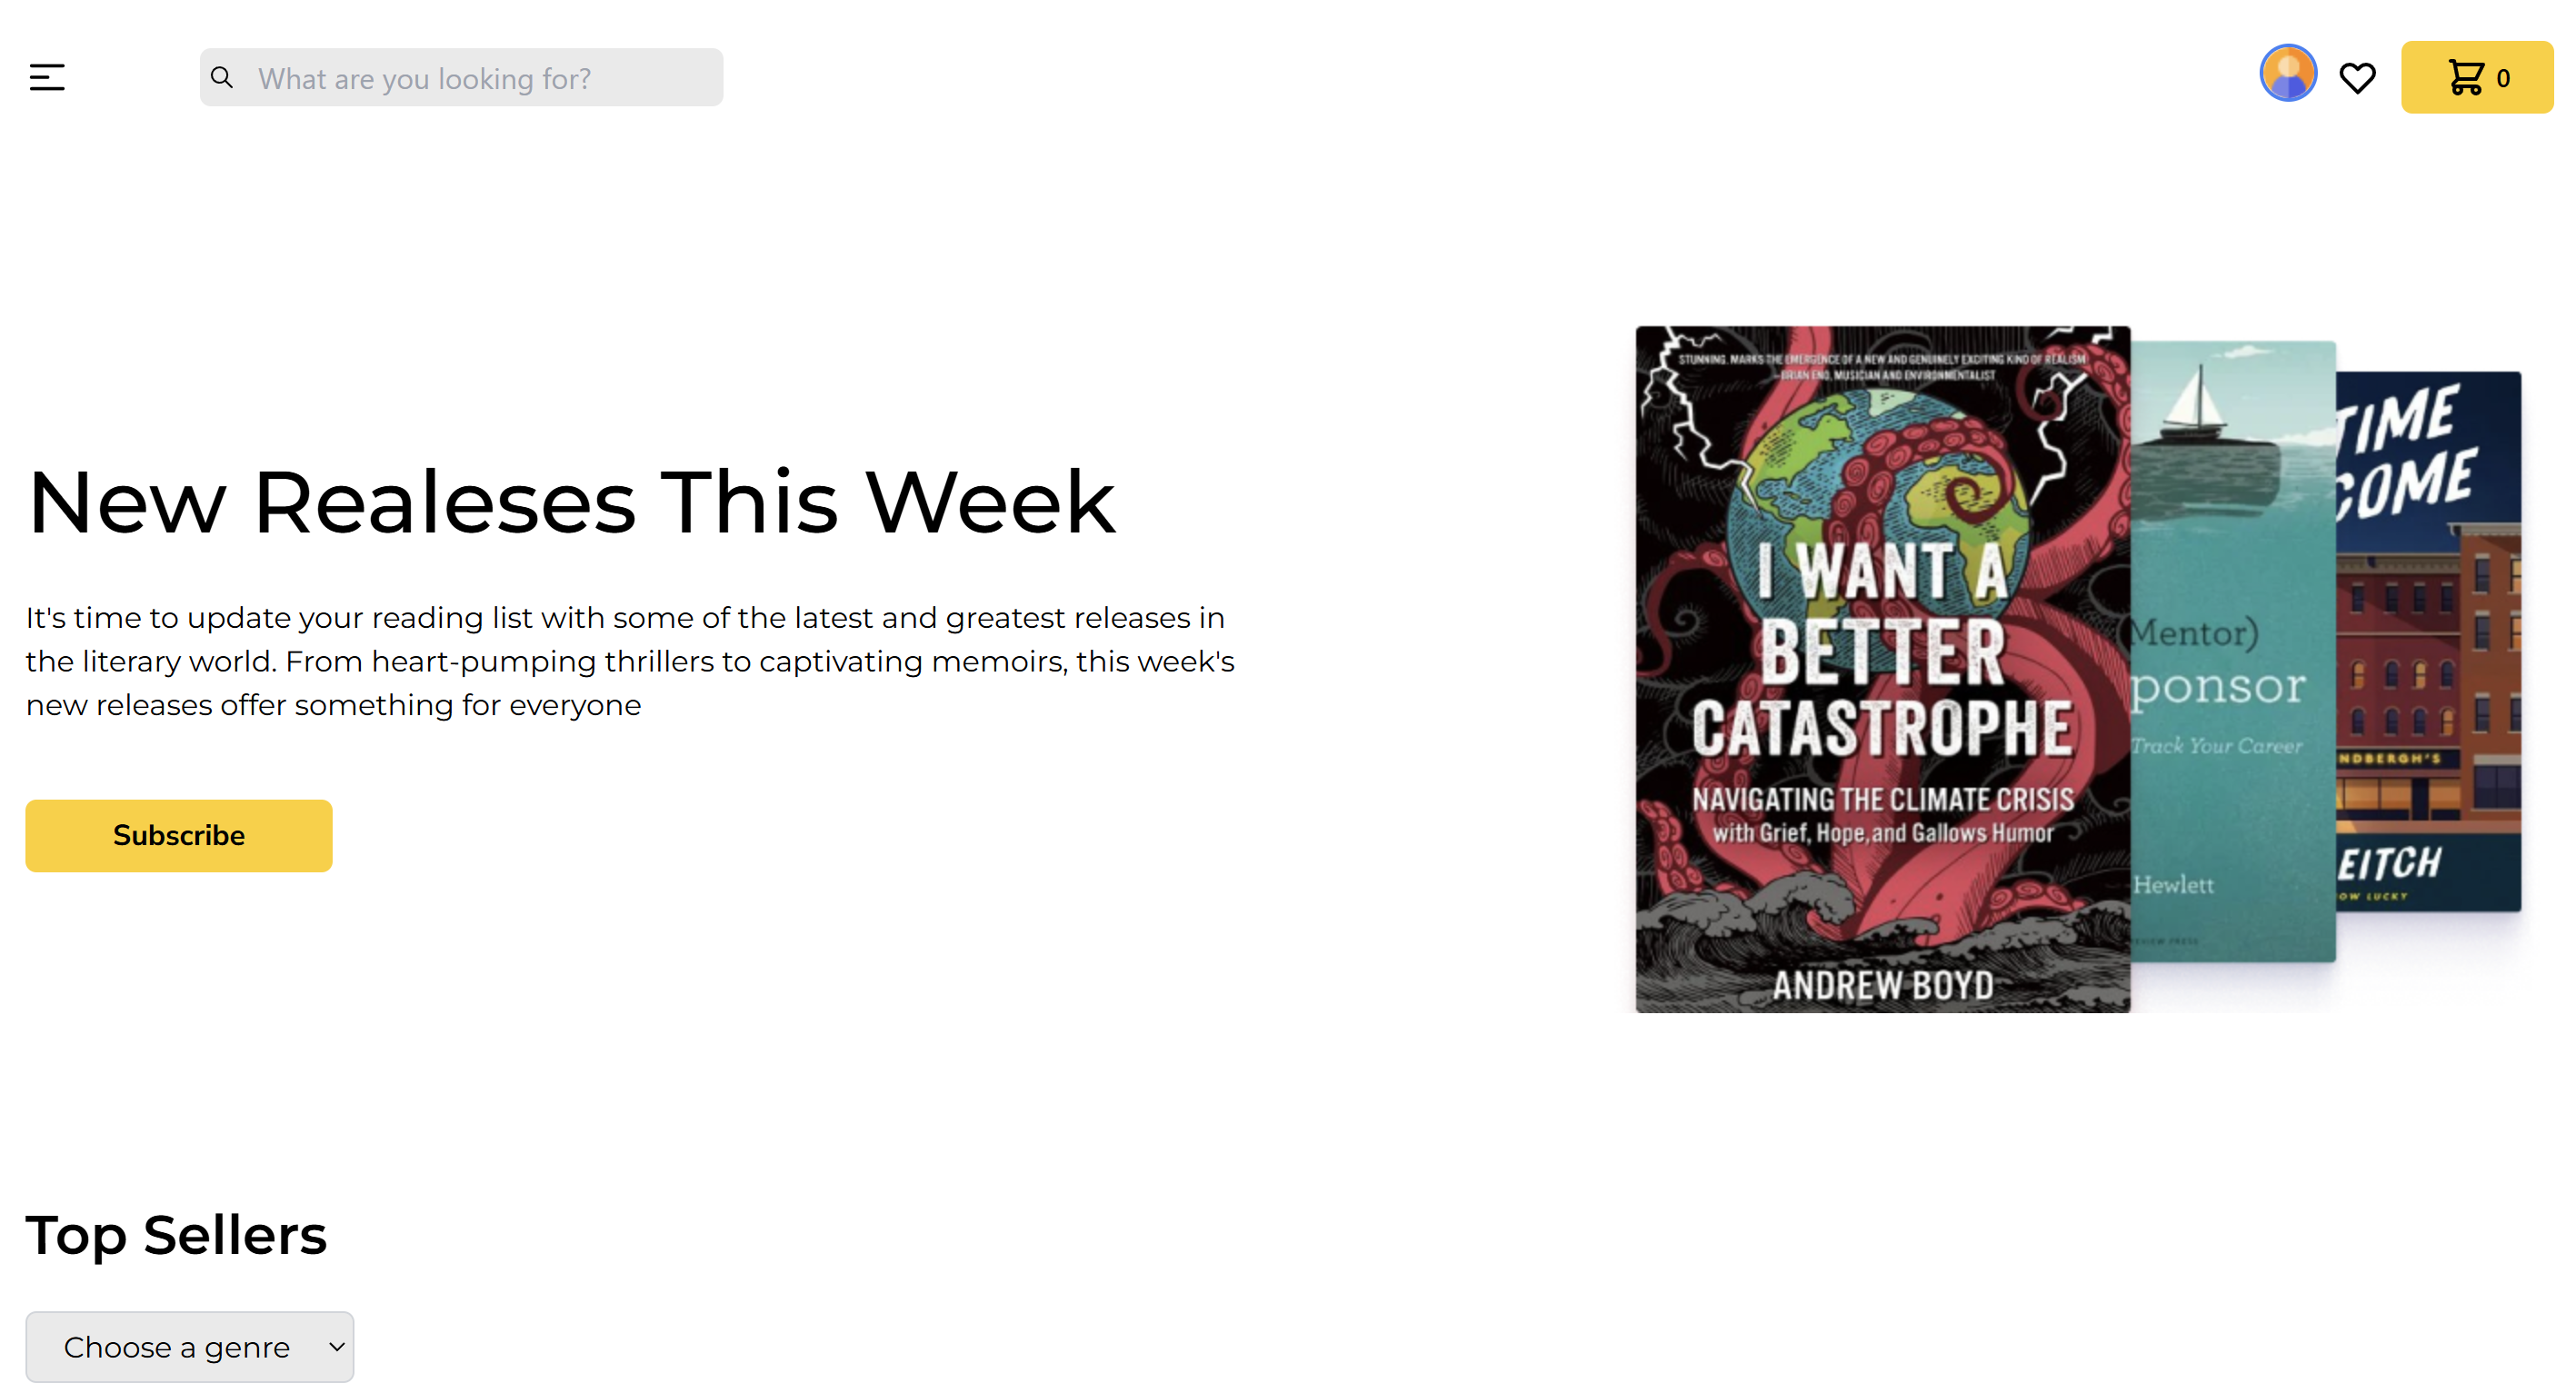 What are you looking for?
0
New Realeses This Week
It's time to update your reading list with some of the latest and greatest releases in
the literary world. From heart-pumping thrillers to captivating memoirs, this week's
new releases offer something for everyone
Subscribe
STUNNING. MARKS THE EMERGENCE OF A NEW AND GENUINELY EXCITING KIND OF REALISM
—BRIAN ENO, MUSICIAN AND ENVIRONMENTALIST
I WANT A
BETTER
CATASTROPHE
NAVIGATING THE CLIMATE CRISIS
with Grief, Hope, and Gallows Humor
ANDREW BOYD
Mentor)
ponsor
Track Your Career
Hewlett
TIME
COME
NDBERGH'S
EITCH
OW LUCKY
Top Sellers
Choose a genre